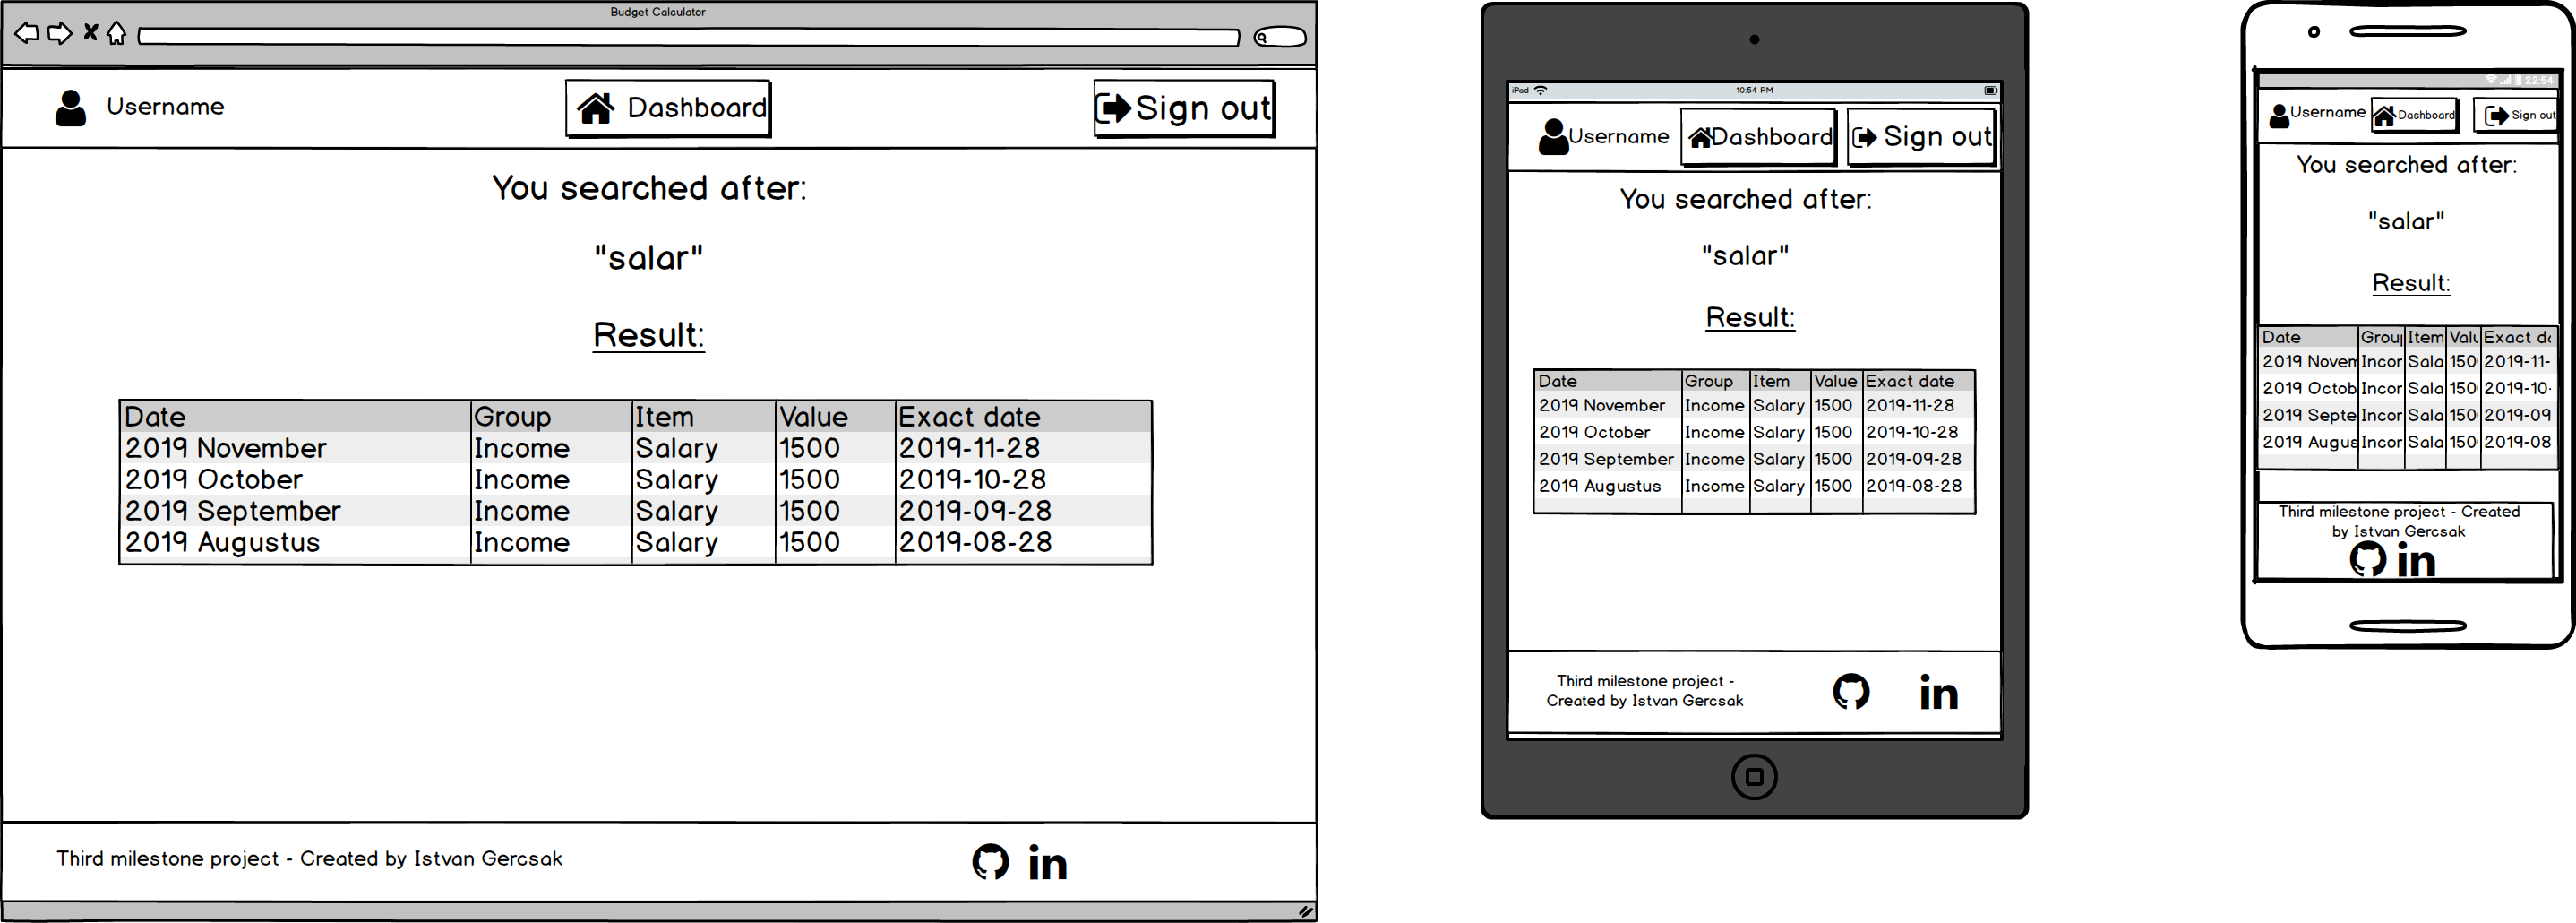 Budget Calculator
Username
Dashboard
Sign out
You searched after:
"salar"
Result:
Date Group Item Value Exact date
2019 November Income Salary 1500 2019-11-28
2019 October Income Salary 1500 2019-10-28
2019 September Income Salary 1500 2019-09-28
2019 Augustus Income Salary 1500 2019-08-28
Third milestone project - Created by Istvan Gercsak
in
iPad 10:54 PM
Username
Dashboard
Sign out
You searched after:
"salar"
Result:
Date Group Item Value Exact date
2019 November Income Salary 1500 2019-11-28
2019 October Income Salary 1500 2019-10-28
2019 September Income Salary 1500 2019-09-28
2019 Augustus Income Salary 1500 2019-08-28
Third milestone project -
Created by Istvan Gercsak
in
22:54
Username
Dashboard
Sign out
You searched after:
"salar"
Result:
Date Grou Item Valu Exact da
2019 Novem Incor Sala 150 2019-11-
2019 Octob Incor Sala 150 2019-10-
2019 Septe Incor Sala 150 2019-09
2019 Augus Incor Sala 150 2019-08
Third milestone project - Created
by Istvan Gercsak
in